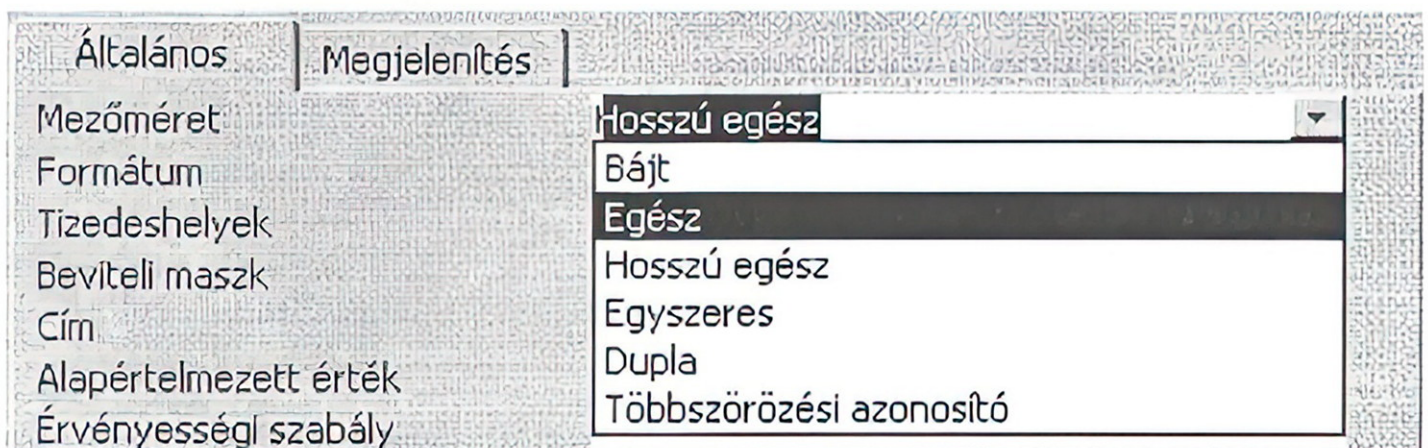 Általános Megjelenítés
Mezőméret Hosszú egész
Formátum Bájt
Tizedeshelyek Egész
Beviteli maszk Hosszú egész
Cím Egyszeres
Alapértelmezett érték Dupla
Érvényességi szabály Többszörözési azonosító